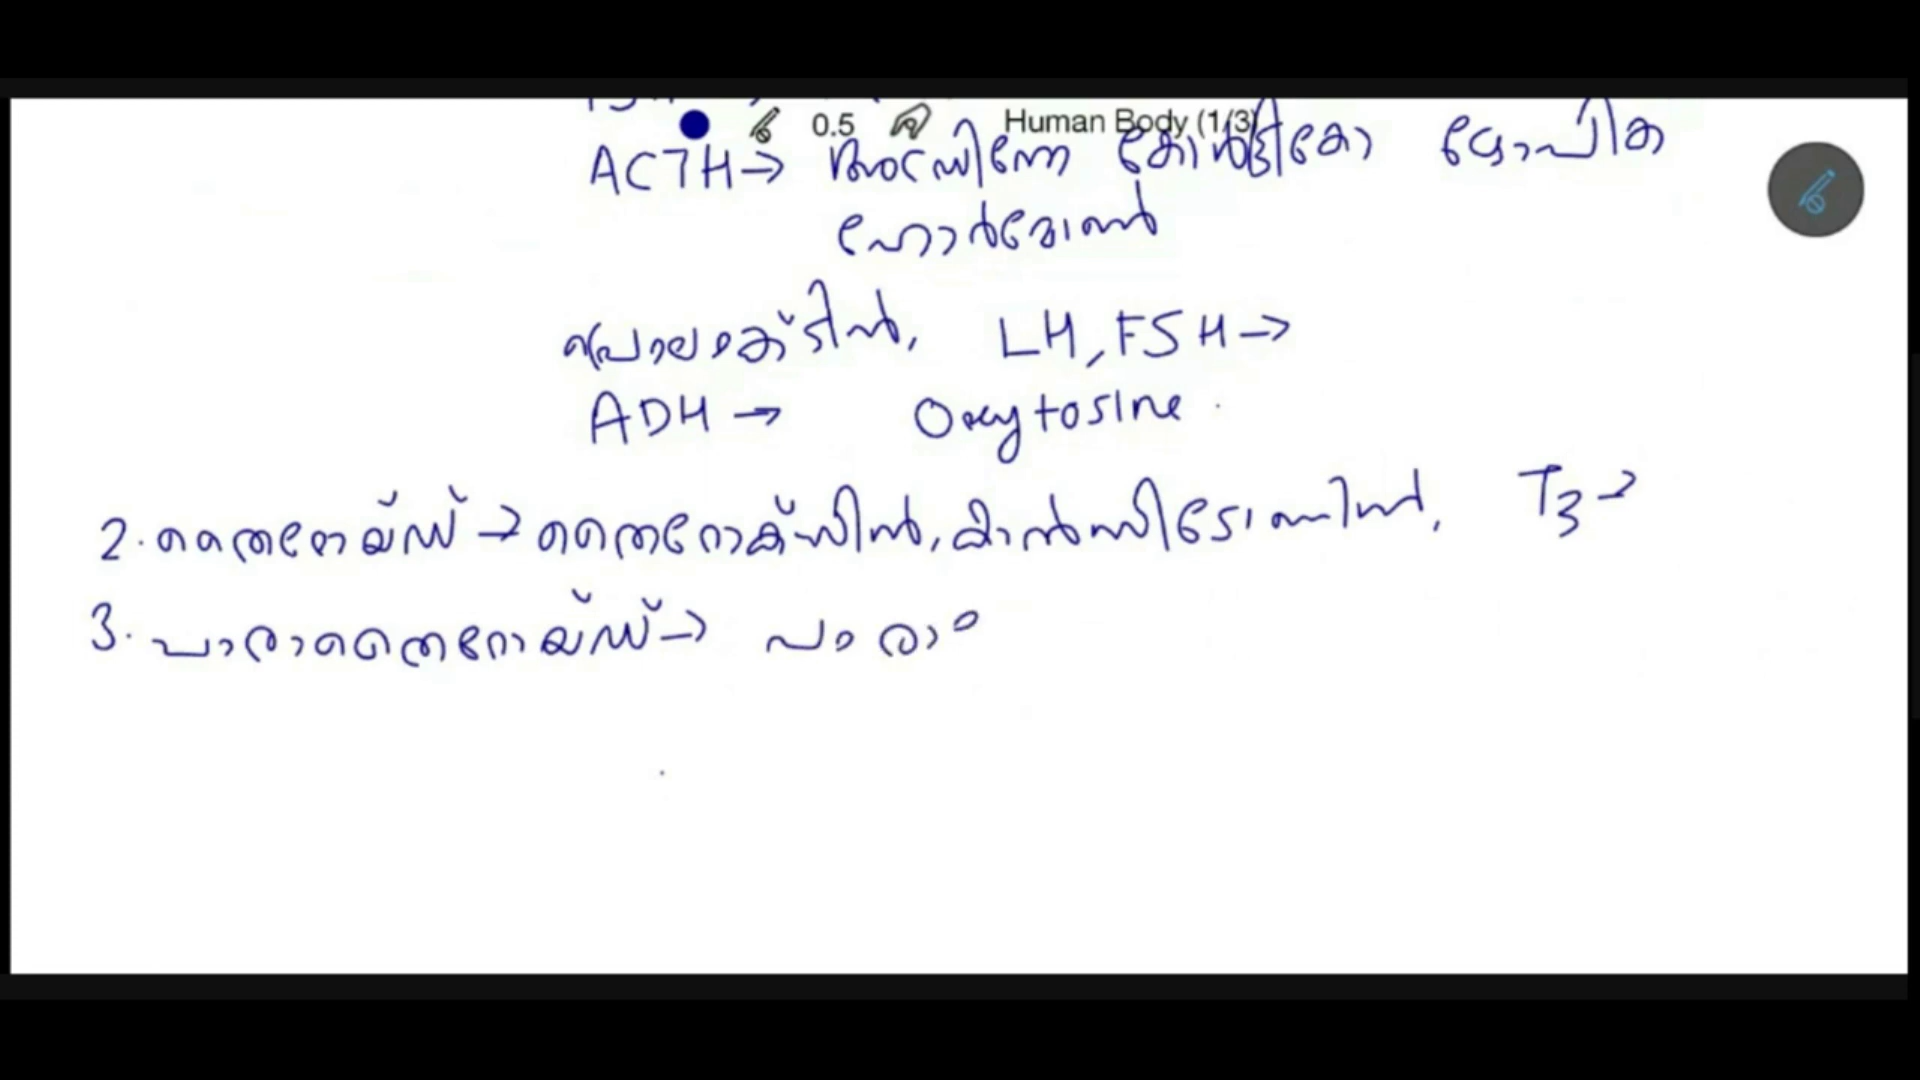 0.5 Human Body (1/3)
ACTH→ അഡ്രിനോ കോർട്ടിക്കോ ട്രോപിക
ഹോർമോൺ
പ്രൊലാക്ടിൻ, LH, FSH→
ADH → Oxytosine
2. തൈറോയ്ഡ് → തൈറോക്സിൻ, കാൽസിടോണിൻ, T3→
3. പാരാതൈറോയ്ഡ് → പാരാ